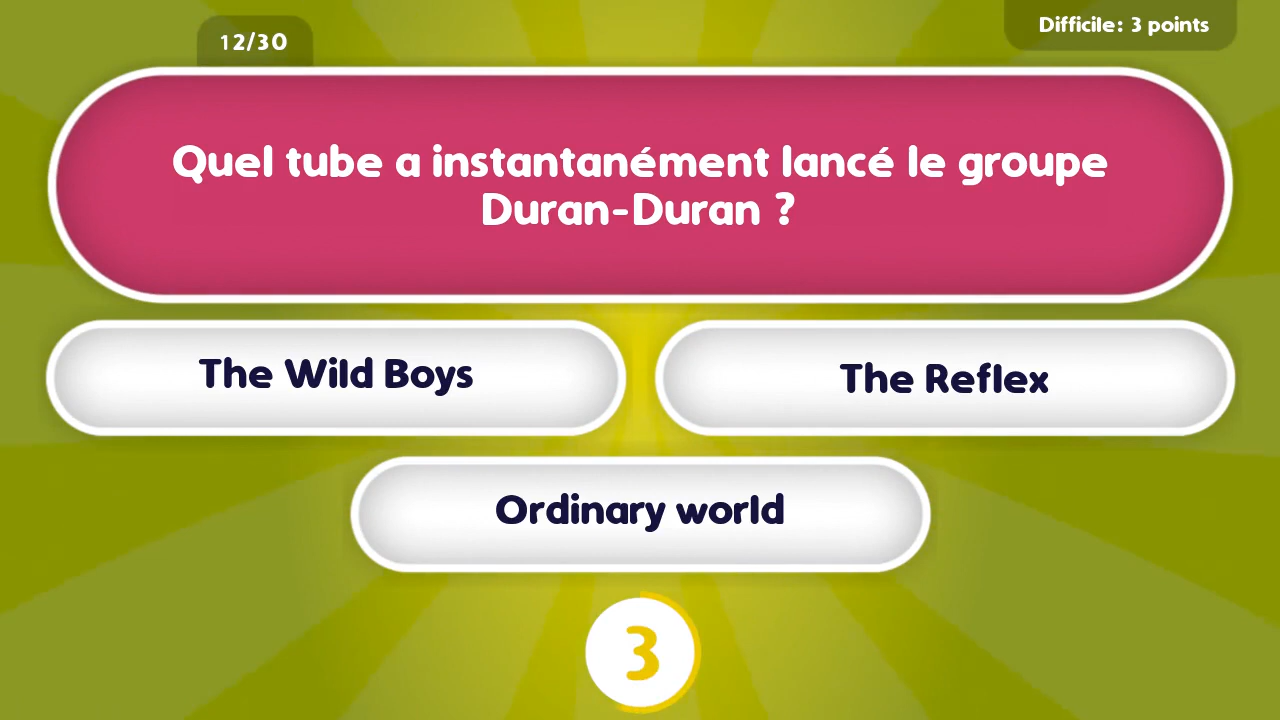 12/30
Difficile: 3 points
Quel tube a instantanément lancé le groupe
Duran-Duran ?
The Wild Boys
The Reflex
Ordinary world
3